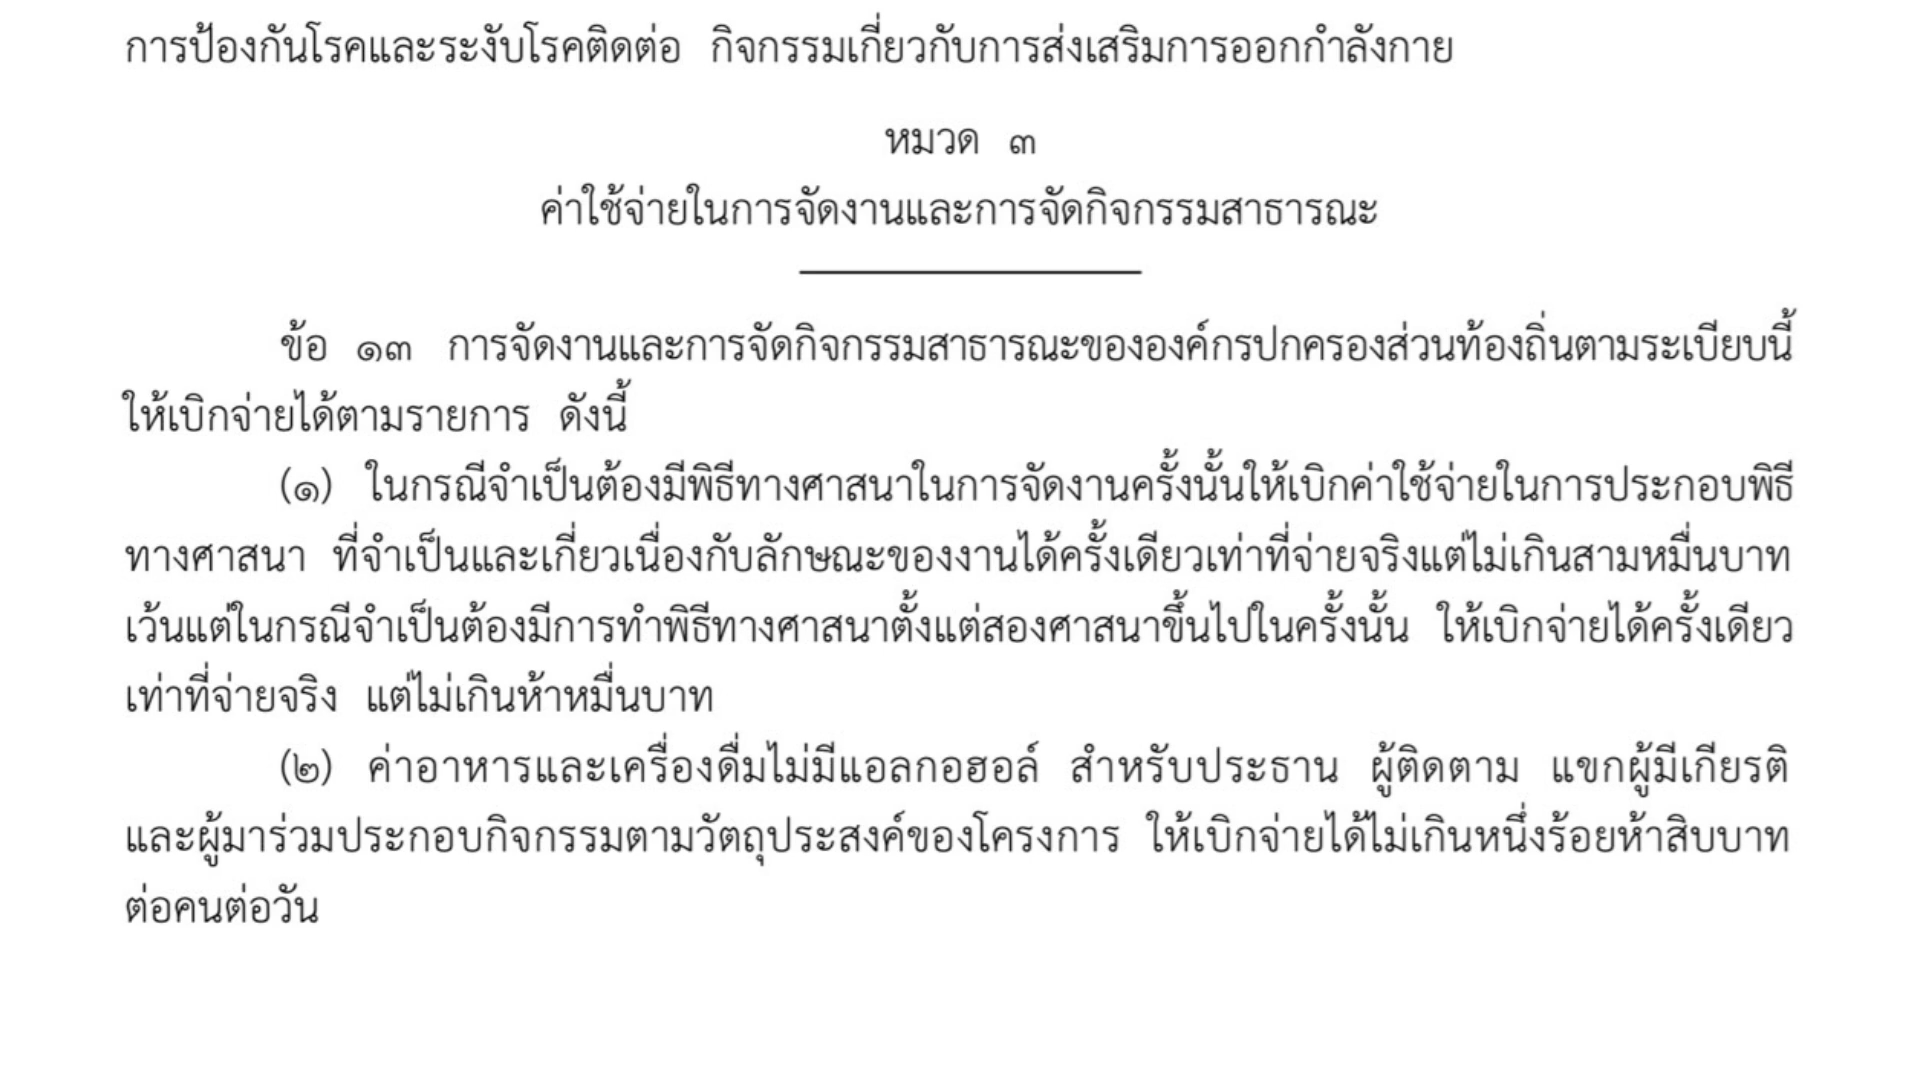 การป้องกันโรคและระงับโรคติดต่อ กิจกรรมเกี่ยวกับการส่งเสริมการออกกำลังกาย
หมวด ๓
ค่าใช้จ่ายในการจัดงานและการจัดกิจกรรมสาธารณะ
ข้อ ๑๓ การจัดงานและการจัดกิจกรรมสาธารณะขององค์กรปกครองส่วนท้องถิ่นตามระเบียบนี้
ให้เบิกจ่ายได้ตามรายการ ดังนี้
(๑) ในกรณีจำเป็นต้องมีพิธีทางศาสนาในการจัดงานครั้งนั้นให้เบิกค่าใช้จ่ายในการประกอบพิธี
ทางศาสนา ที่จำเป็นและเกี่ยวเนื่องกับลักษณะของงานได้ครั้งเดียวเท่าที่จ่ายจริงแต่ไม่เกินสามหมื่นบาท
เว้นแต่ในกรณีจำเป็นต้องมีการทำพิธีทางศาสนาตั้งแต่สองศาสนาขึ้นไปในครั้งนั้น ให้เบิกจ่ายได้ครั้งเดียว
เท่าที่จ่ายจริง แต่ไม่เกินห้าหมื่นบาท
(๒) ค่าอาหารและเครื่องดื่มไม่มีแอลกอฮอล์ สำหรับประธาน ผู้ติดตาม แขกผู้มีเกียรติ
และผู้มาร่วมประกอบกิจกรรมตามวัตถุประสงค์ของโครงการ ให้เบิกจ่ายได้ไม่เกินหนึ่งร้อยห้าสิบบาท
ต่อคนต่อวัน